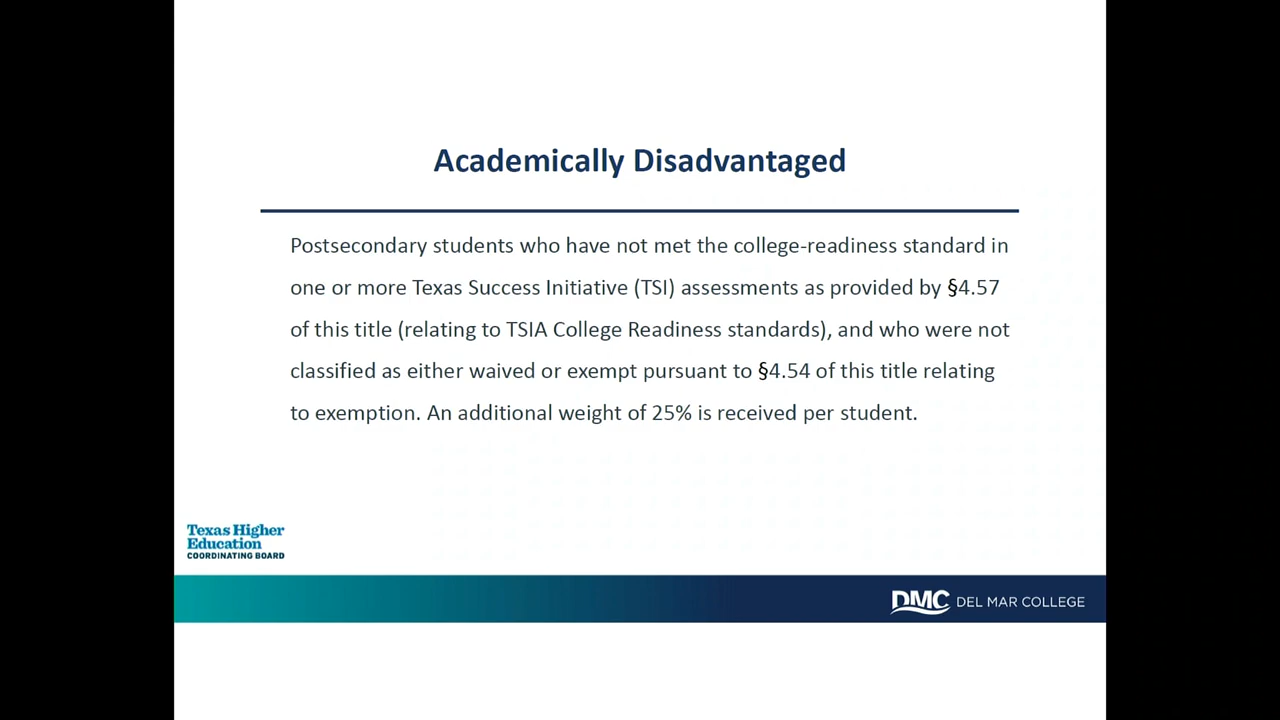 Academically Disadvantaged
Postsecondary students who have not met the college-readiness standard in
one or more Texas Success Initiative (TSI) assessments as provided by §4.57
of this title (relating to TSIA College Readiness standards), and who were not
classified as either waived or exempt pursuant to §4.54 of this title relating
to exemption. An additional weight of 25% is received per student.
Texas Higher
Education
COORDINATING BOARD
DMC DEL MAR COLLEGE